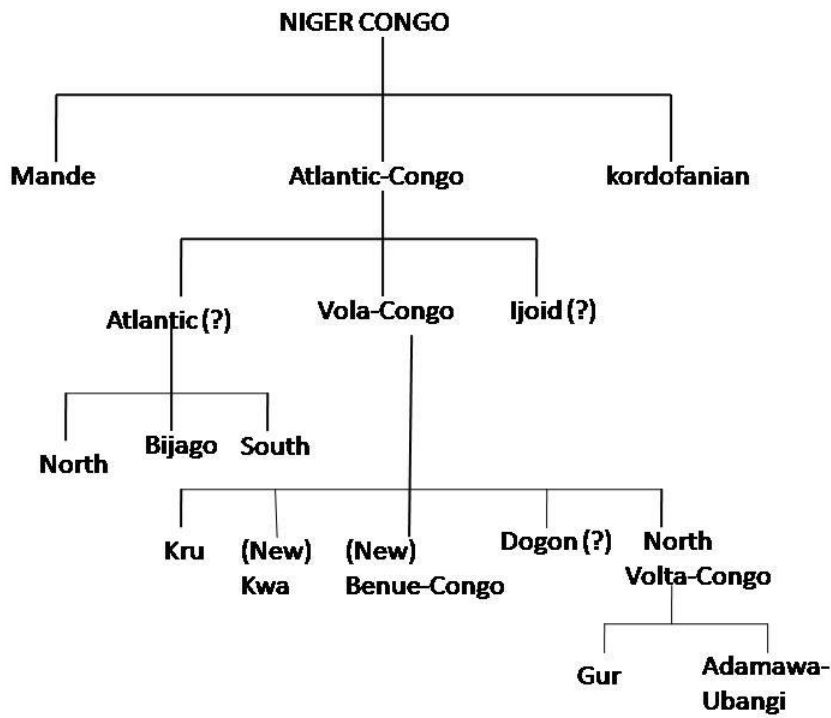 NIGER CONGO
Mande
Atlantic-Congo
kordofanian
Atlantic (?)
Vola-Congo
Ijoid (?)
North
Bijago
South
Kru
(New)
Kwa
(New)
Benue-Congo
Dogon (?)
North
Volta-Congo
Gur
Adamawa-
Ubangi